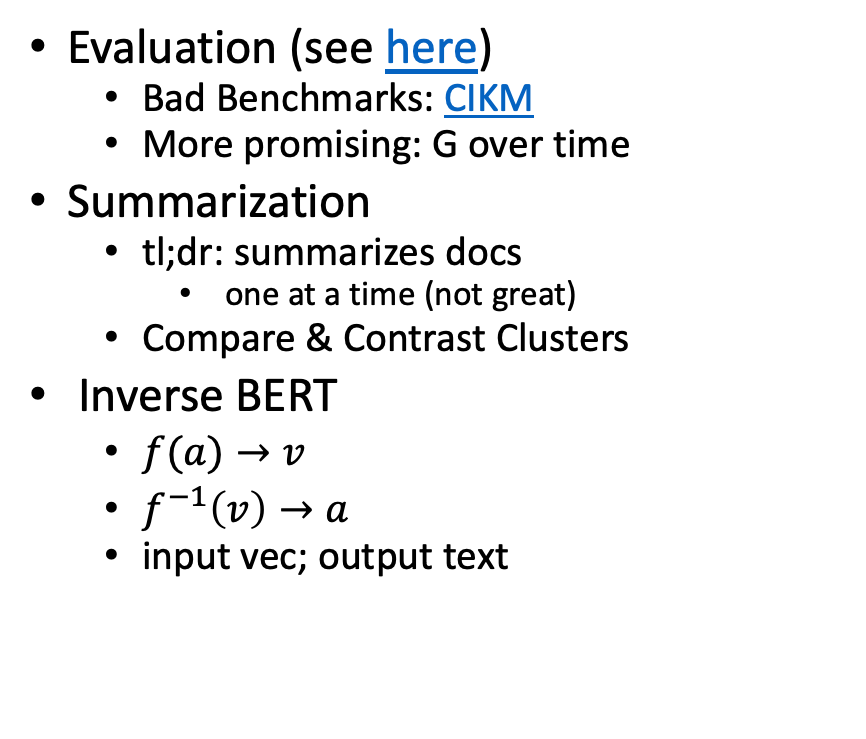 • Evaluation (see here)
• Bad Benchmarks: CIKM
• More promising: G over time
• Summarization
• tl;dr: summarizes docs
• one at a time (not great)
• Compare & Contrast Clusters
• Inverse BERT
• f(a) → v
• f⁻¹(v) → a
• input vec; output text